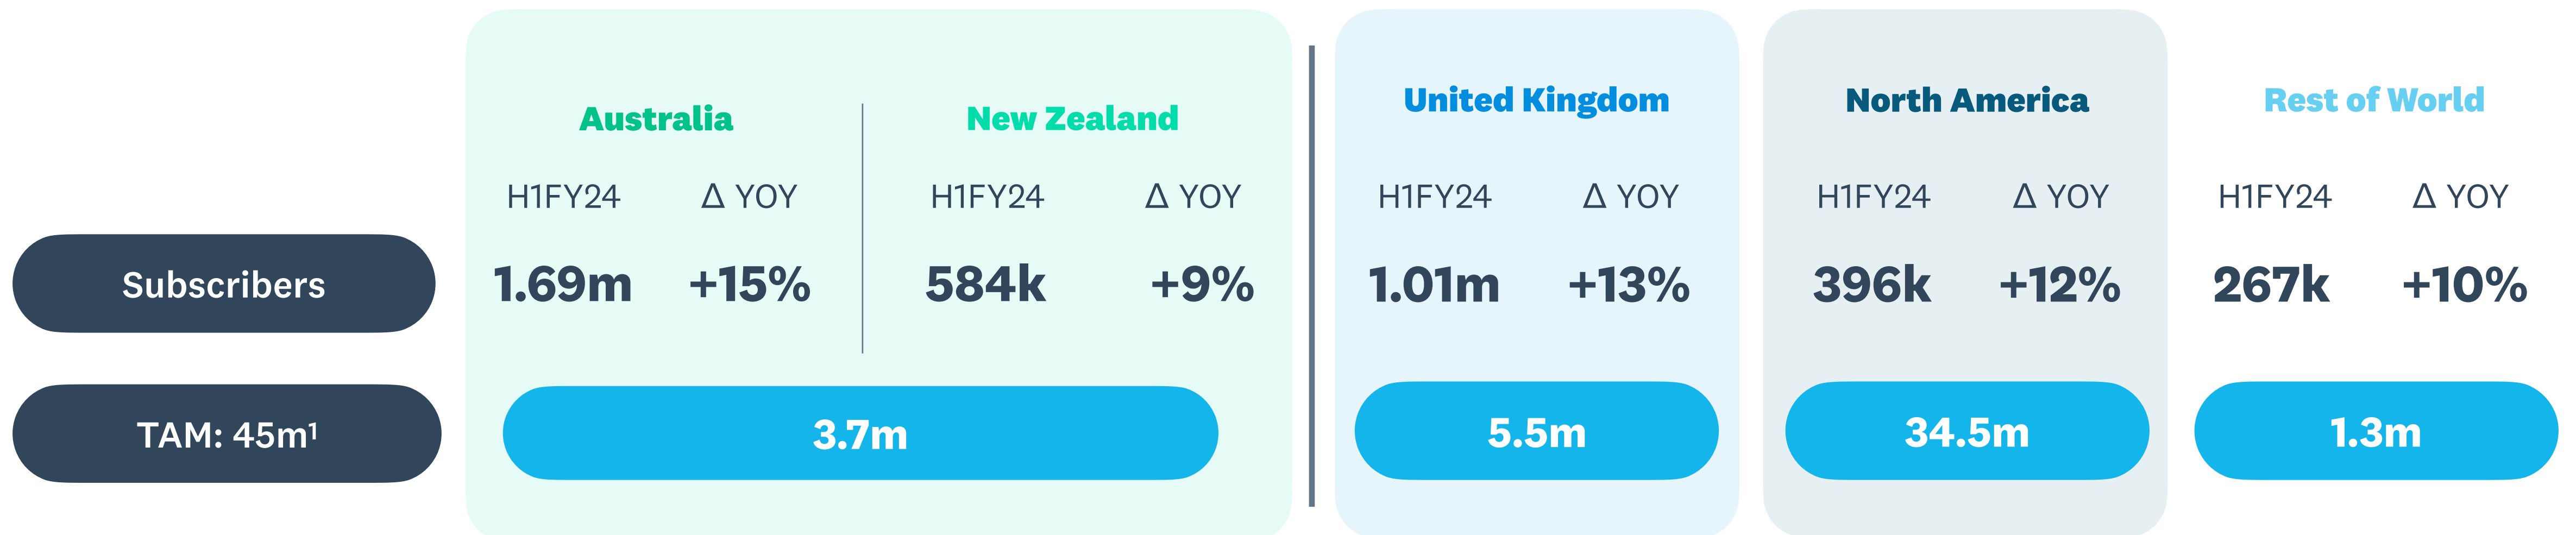 Australia New Zealand United Kingdom North America Rest of World
H1FY24 Δ YOY H1FY24 Δ YOY H1FY24 Δ YOY H1FY24 Δ YOY H1FY24 Δ YOY
Subscribers 1.69m +15% 584k +9% 1.01m +13% 396k +12% 267k +10%
TAM: 45m¹ 3.7m 5.5m 34.5m 1.3m